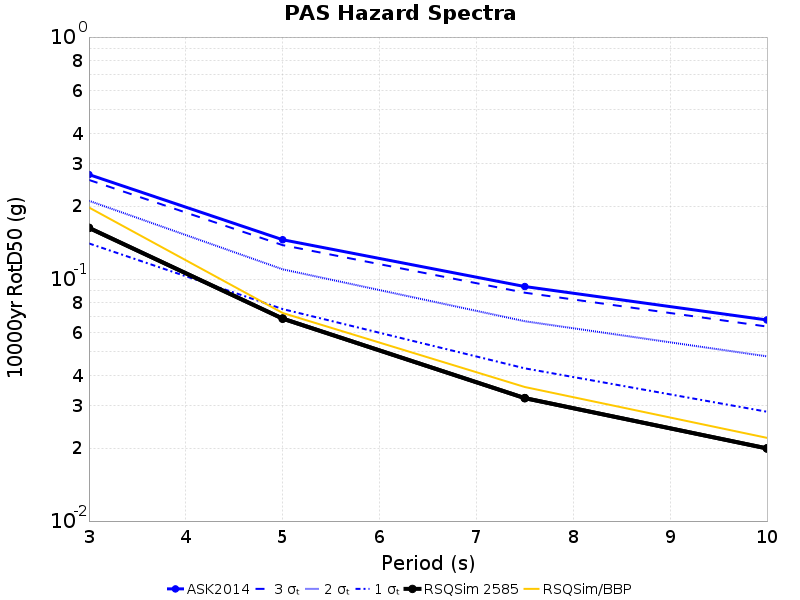 PAS Hazard Spectra
10⁰
8
6
4
3
2
10⁻¹
8
6
4
3
2
10⁻²
10000yr RotD50 (g)
3 4 5 6 7 8 9 10
Period (s)
ASK2014 3 σₜ 2 σₜ 1 σₜ RSQSim 2585 RSQSim/BBP